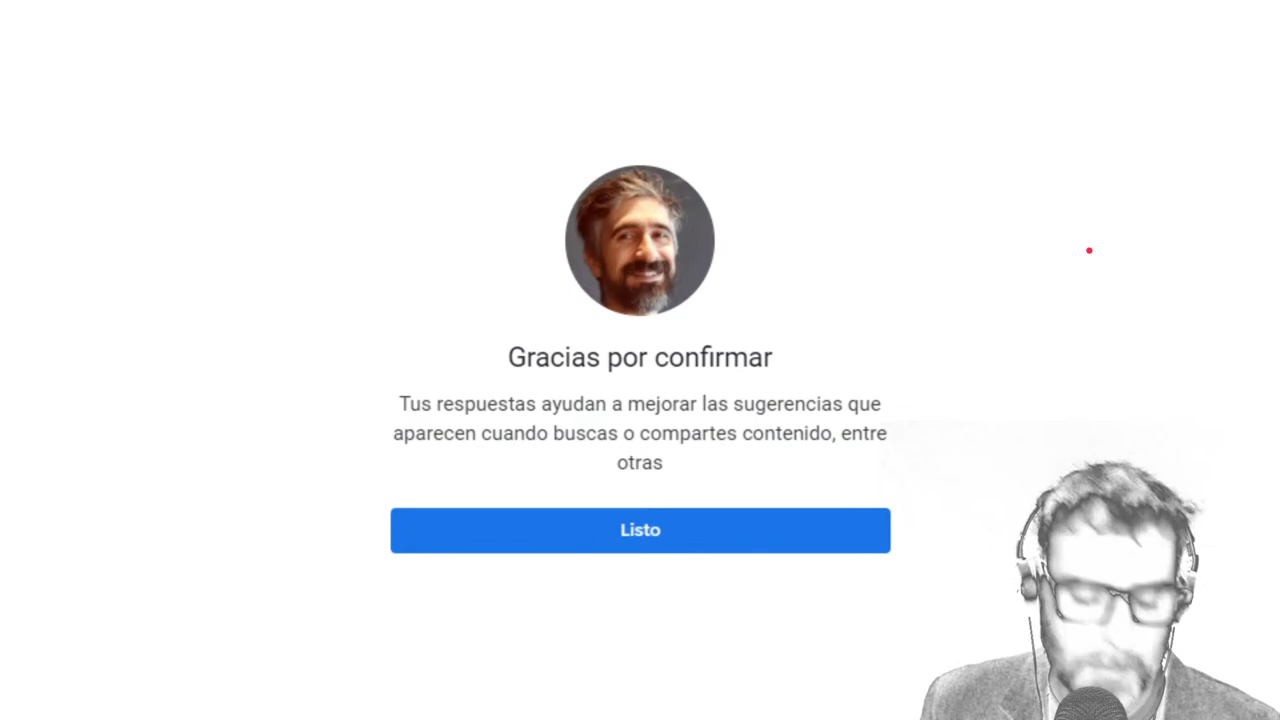 Gracias por confirmar
Tus respuestas ayudan a mejorar las sugerencias que
aparecen cuando buscas o compartes contenido, entre
otras
Listo